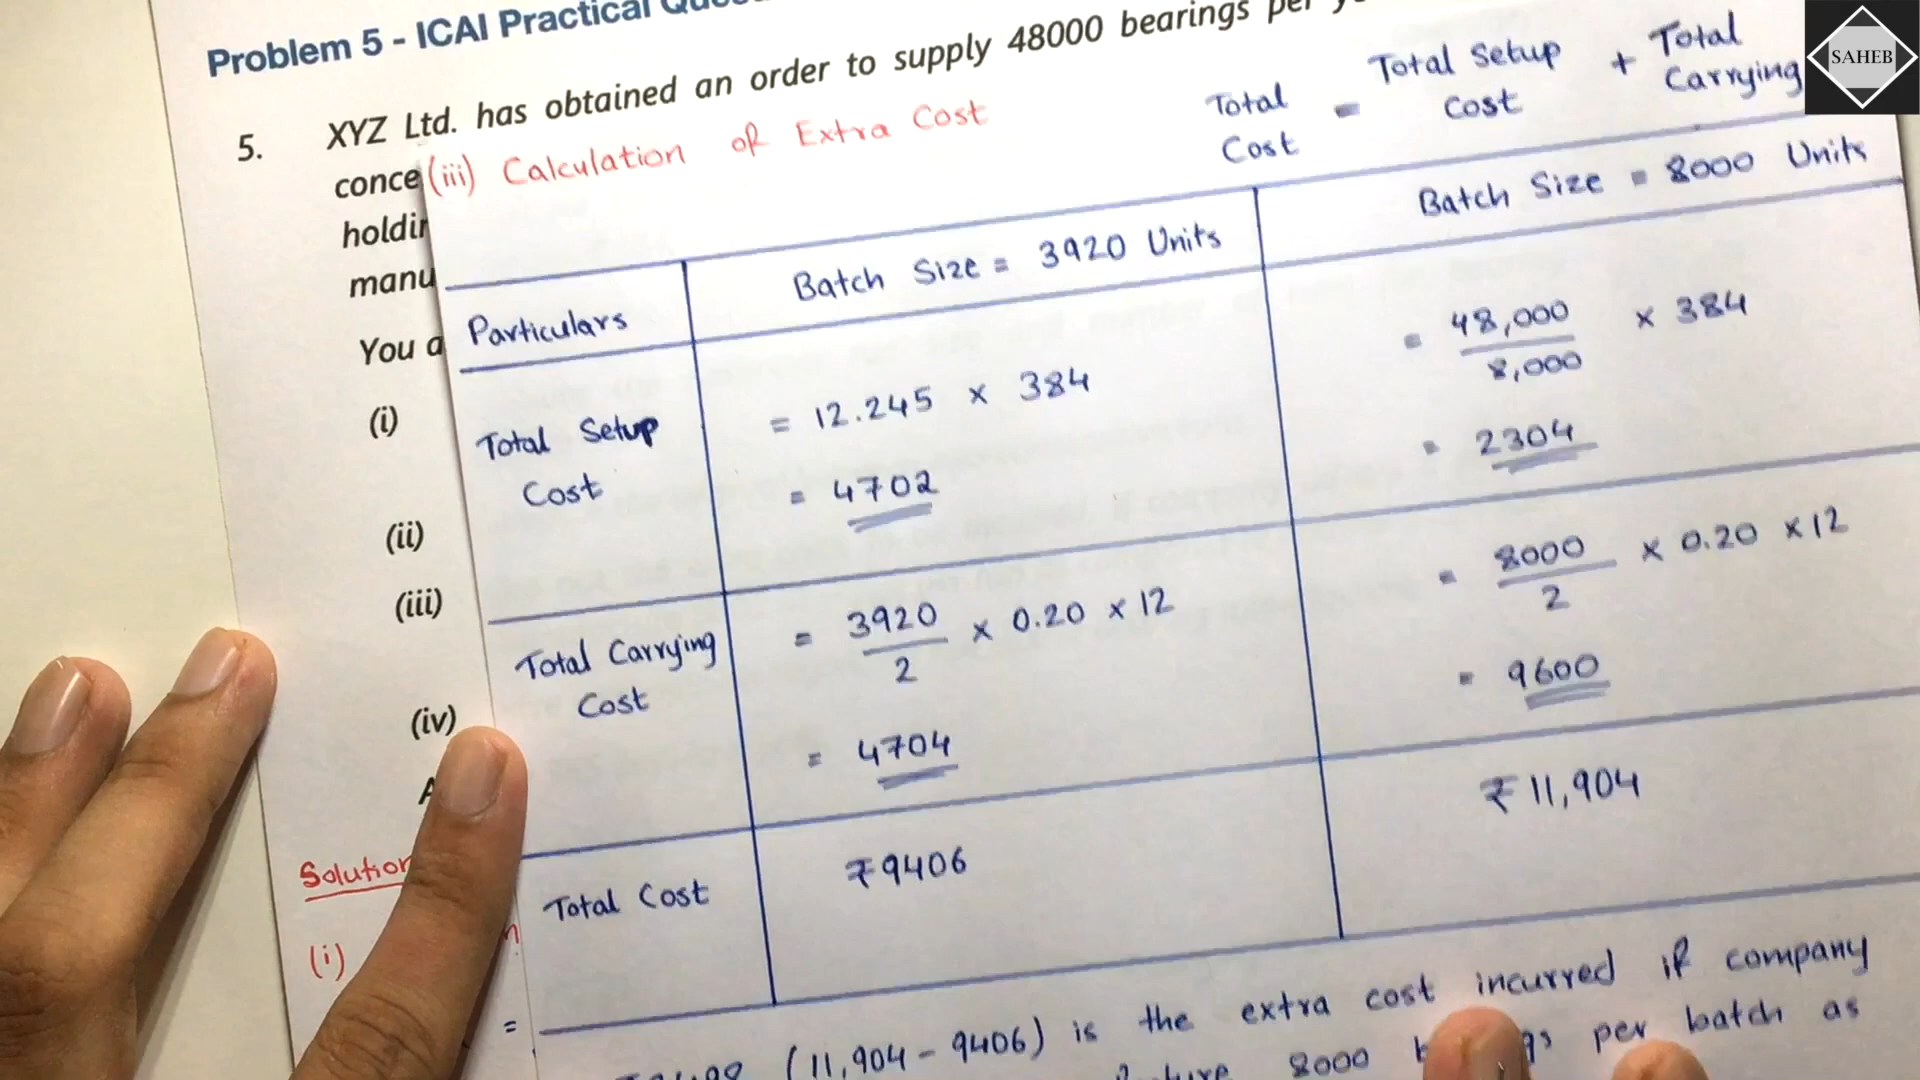 Problem 5 - ICAI Practical
5. XYZ Ltd. has obtained an order to supply 48000 bearings per
conce
holdin
manu
You a
(i)
(ii)
(iii)
(iv)
Solution
(i)
=
(iii) Calculation of Extra Cost
Total Cost = Total Setup Cost + Total Carrying
Particulars
Batch Size = 3920 Units
Batch Size = 8000 Units
Total Setup Cost
= 12.245 x 384
= 4702
= 48,000 / 8,000 x 384
= 2304
Total Carrying Cost
= 3920 / 2 x 0.20 x 12
= 4704
= 8000 / 2 x 0.20 x 12
= 9600
Total Cost
₹9406
₹11,904
(11,904 - 9406) is the extra cost incurred if company
8000 per batch as
SAHEB